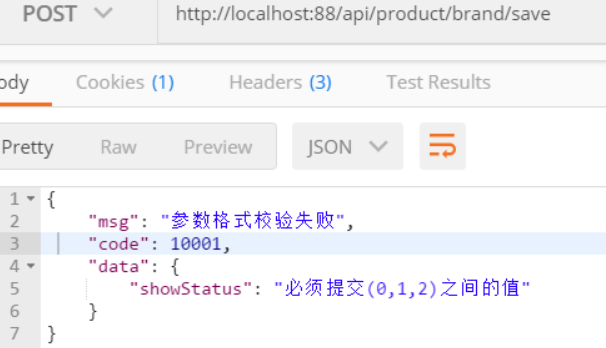 POST http://localhost:88/api/product/brand/save
ody Cookies (1) Headers (3) Test Results
Pretty Raw Preview JSON
1 {
2 "msg": "参数格式校验失败",
3 "code": 10001,
4 "data": {
5 "showStatus": "必须提交(0,1,2)之间的值"
6 }
7 }